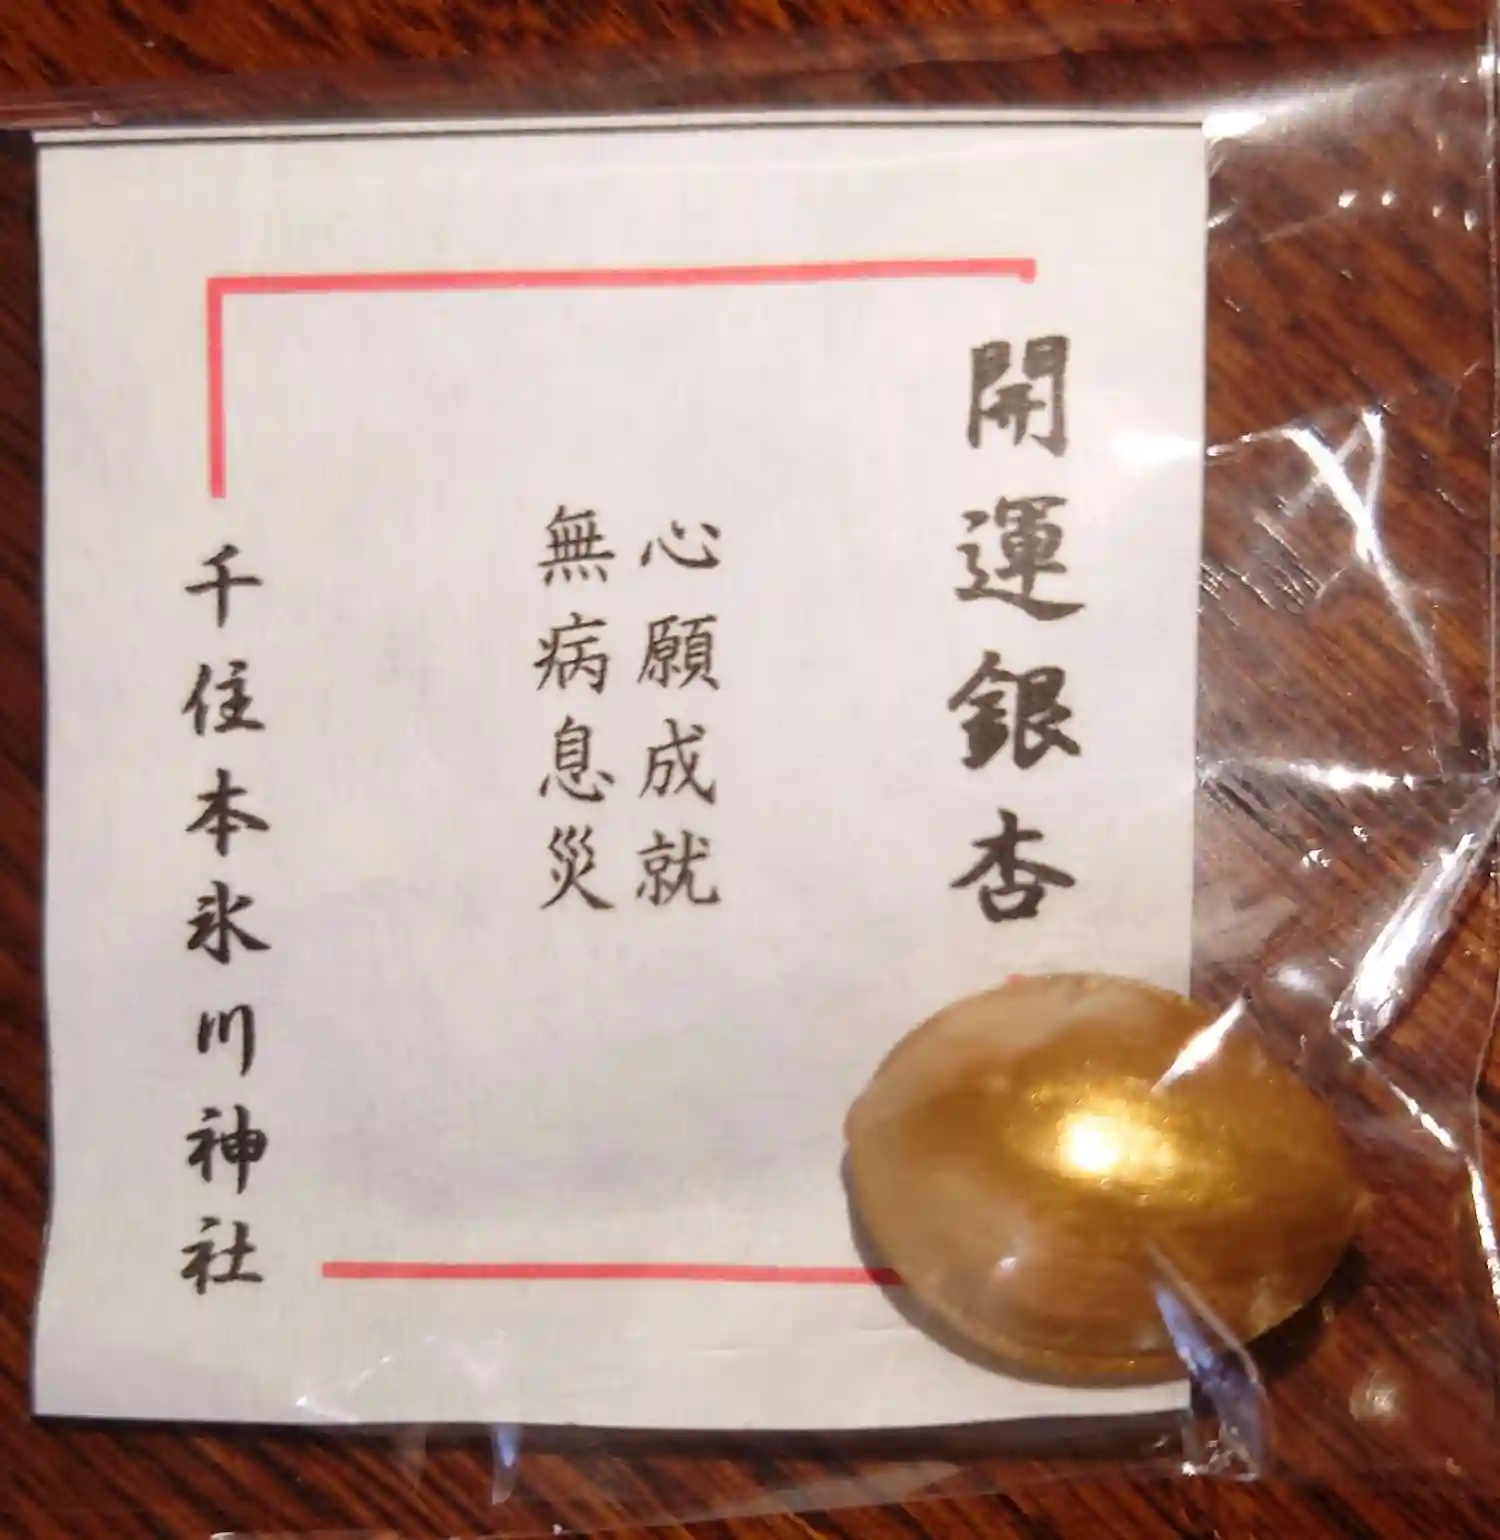 開運銀杏
心願成就
無病息災
千住本氷川神社